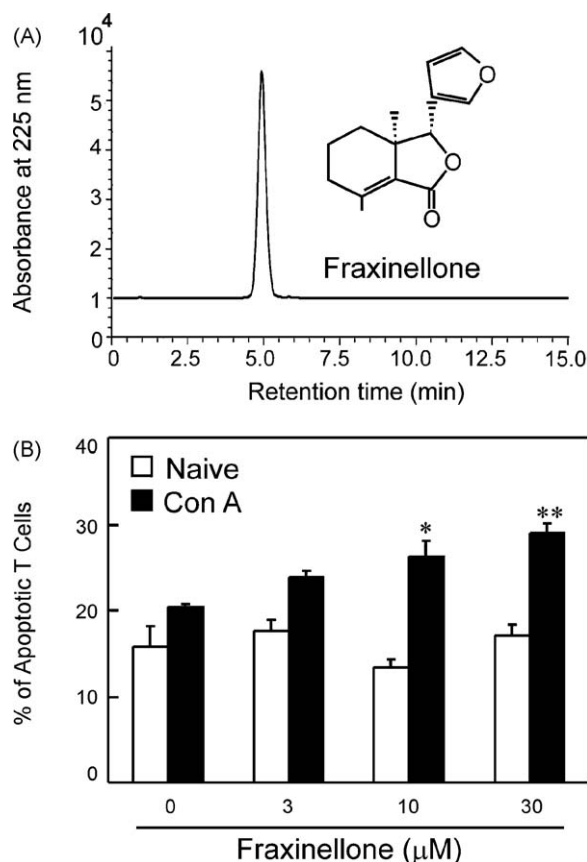 (A)
10⁴
Absorbance at 225 nm
5
4
3
2
1
0
O
O
O
Fraxinellone
0 2.5 5.0 7.5 10.0 12.5 15.0
Retention time (min)
(B)
% of Apoptotic T Cells
40
30
20
10
0
Naive
Con A
*
**
0 3 10 30
Fraxinellone (μM)